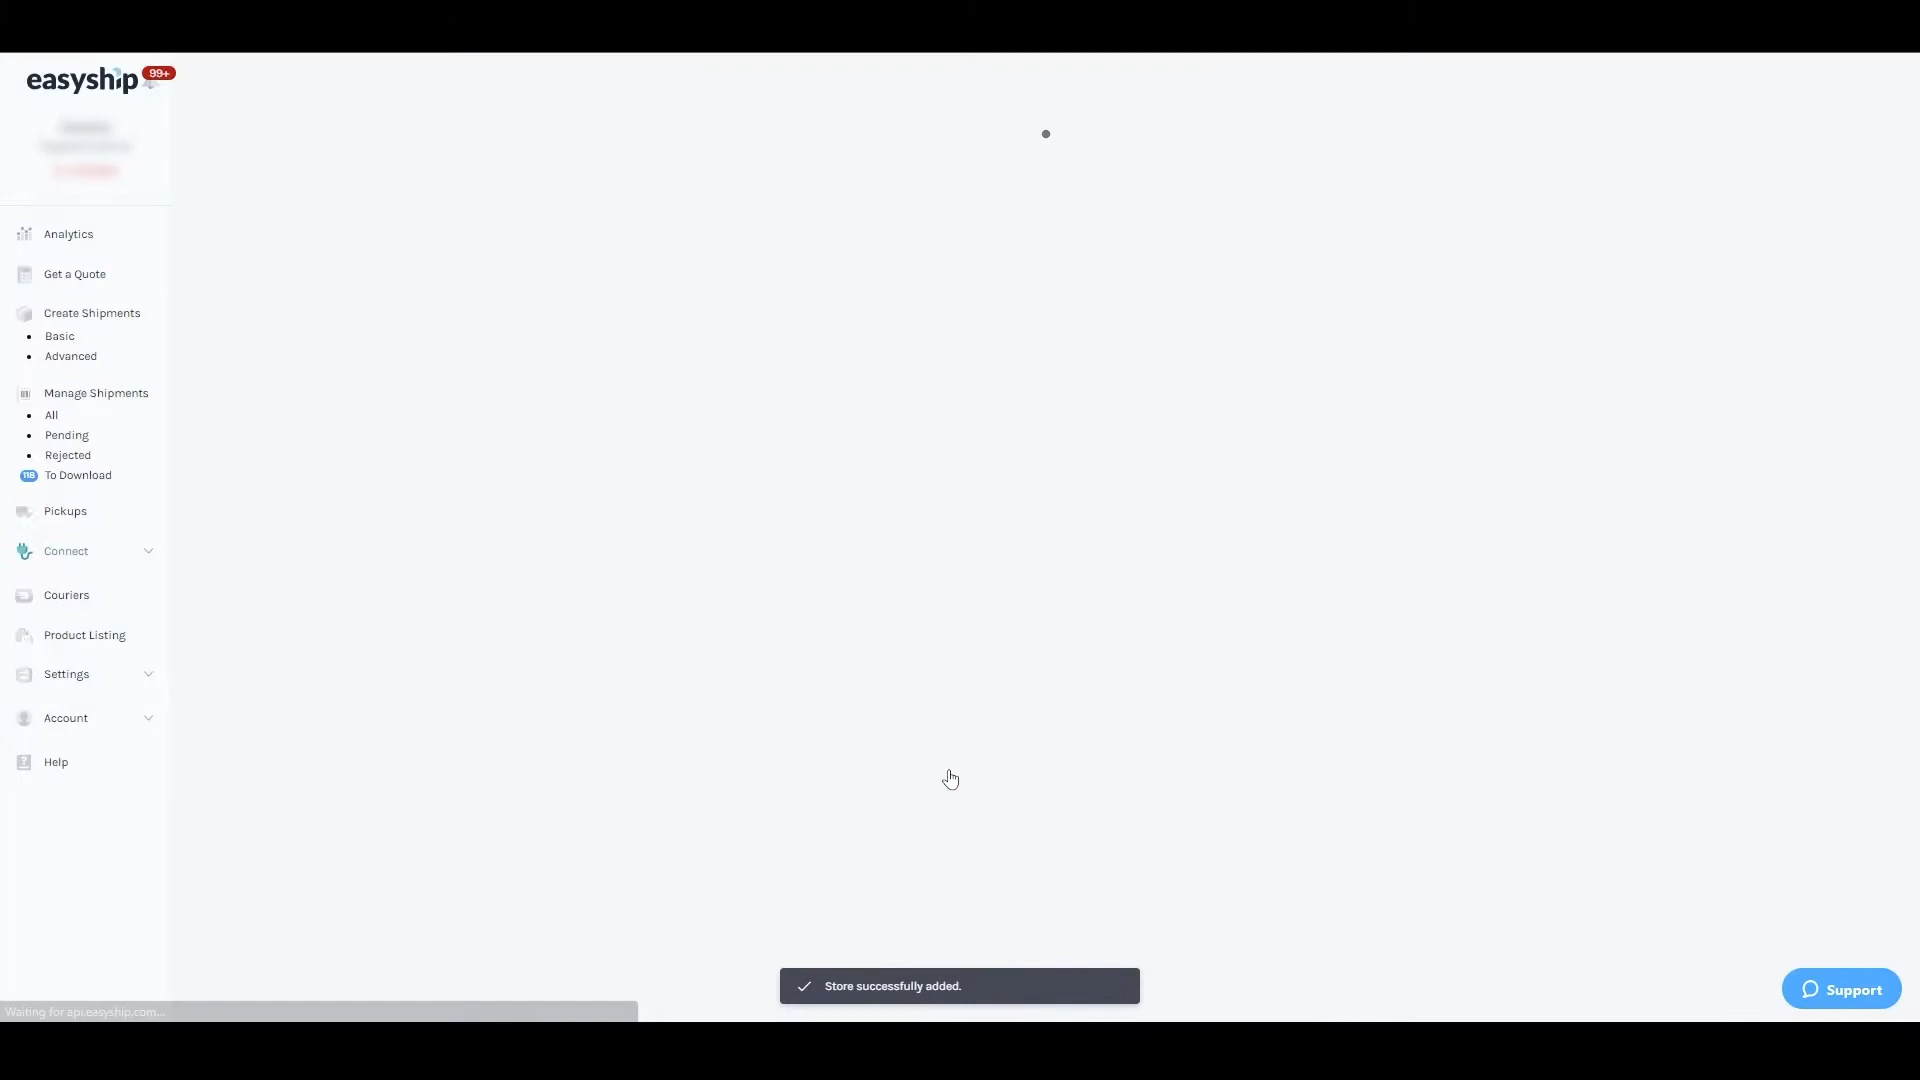 easyship
99+
Analytics
Get a Quote
Create Shipments
Basic
Advanced
Manage Shipments
All
Pending
Rejected
118 To Download
Pickups
Connect
Couriers
Product Listing
Settings
Account
Help
Store successfully added.
Support
Waiting for api.easyship.com...